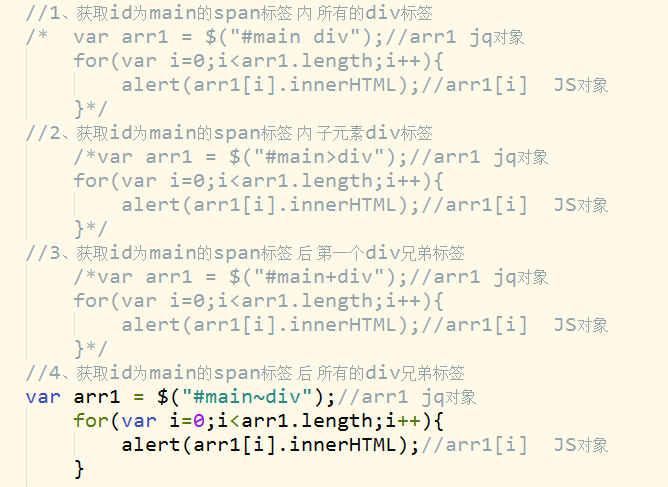 //1、获取id为main的span标签 内 所有的div标签
/*  var arr1 = $("#main div");//arr1 jq对象
    for(var i=0;i<arr1.length;i++){
        alert(arr1[i].innerHTML);//arr1[i]  JS对象
    }*/
//2、获取id为main的span标签 内 子元素div标签
    /*var arr1 = $("#main>div");//arr1 jq对象
    for(var i=0;i<arr1.length;i++){
        alert(arr1[i].innerHTML);//arr1[i]  JS对象
    }*/
//3、获取id为main的span标签 后 第一个div兄弟标签
    /*var arr1 = $("#main+div");//arr1 jq对象
    for(var i=0;i<arr1.length;i++){
        alert(arr1[i].innerHTML);//arr1[i]  JS对象
    }*/
//4、获取id为main的span标签 后 所有的div兄弟标签
var arr1 = $("#main~div");//arr1 jq对象
    for(var i=0;i<arr1.length;i++){
        alert(arr1[i].innerHTML);//arr1[i]  JS对象
    }